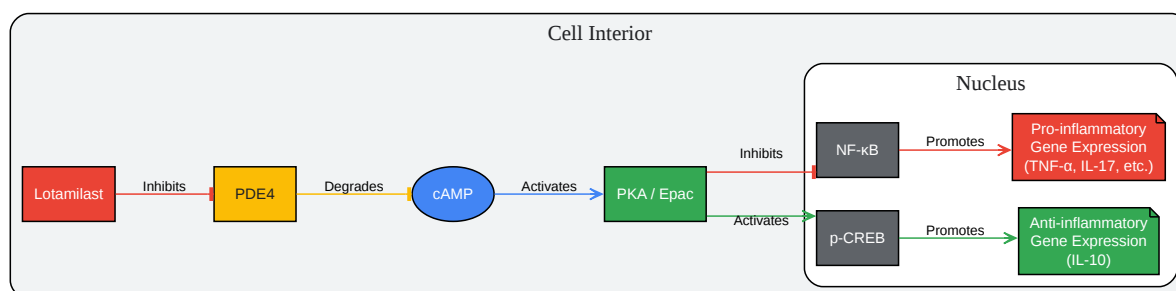 Cell Interior
Nucleus
Lotamilast
Inhibits
PDE4
Degrades
cAMP
Activates
PKA / Epac
Inhibits
NF-κB
Promotes
Pro-inflammatory
Gene Expression
(TNF-α, IL-17, etc.)
Activates
p-CREB
Promotes
Anti-inflammatory
Gene Expression
(IL-10)